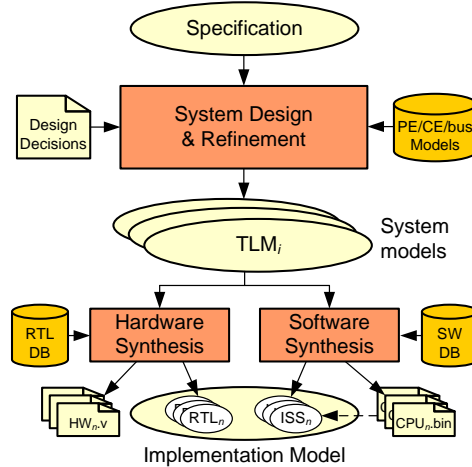 Specification
System Design
& Refinement
Design
Decisions
PE/CE/bus
Models
TLMi
System
models
RTL
DB
Hardware
Synthesis
Software
Synthesis
SW
DB
HWn.v
RTLn
ISSn
CPUn.bin
Implementation Model